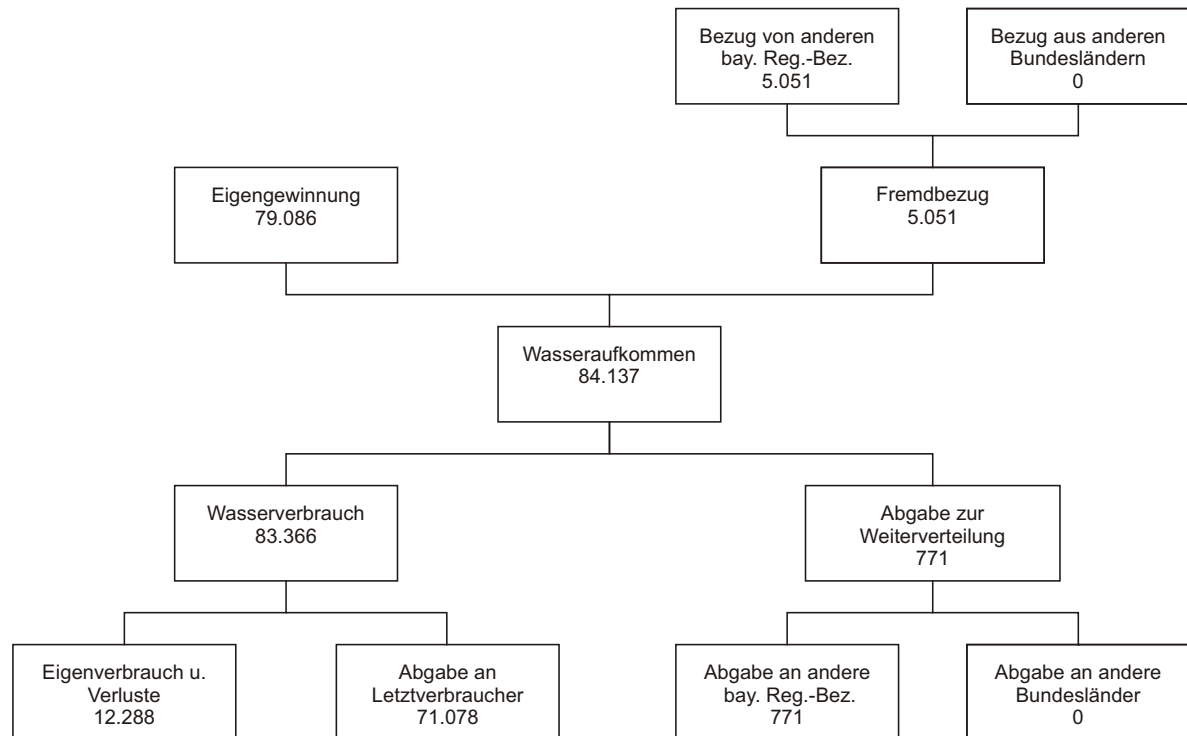 Bezug von anderen
bay. Reg.-Bez.
5.051
Bezug aus anderen
Bundesländern
0
Eigengewinnung
79.086
Fremdbezug
5.051
Wasseraufkommen
84.137
Wasserverbrauch
83.366
Abgabe zur
Weiterverteilung
771
Eigenverbrauch u.
Verluste
12.288
Abgabe an
Letztverbraucher
71.078
Abgabe an andere
bay. Reg.-Bez.
771
Abgabe an andere
Bundesländer
0